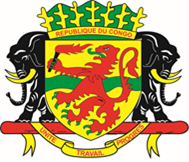 REPUBLIQUE DU CONGO
UNITE TRAVAIL PROGRES